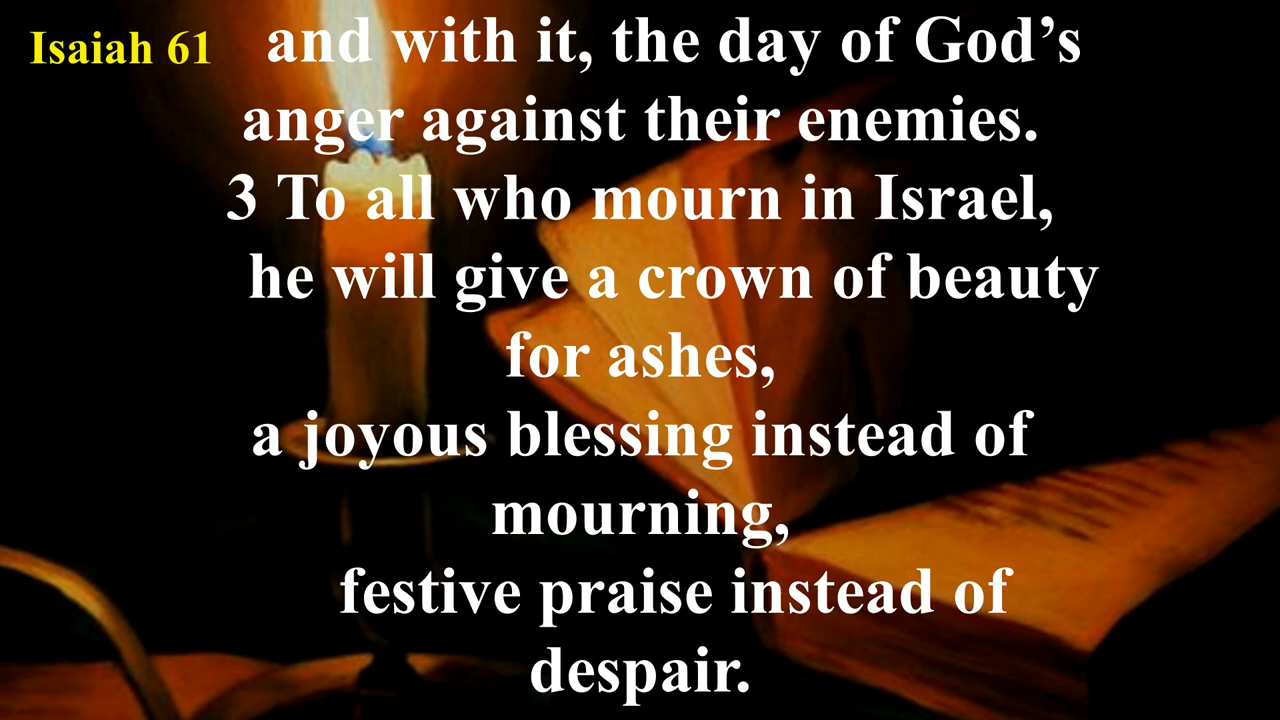 Isaiah 61
and with it, the day of God’s
anger against their enemies.
3 To all who mourn in Israel,
he will give a crown of beauty
for ashes,
a joyous blessing instead of
mourning,
festive praise instead of
despair.